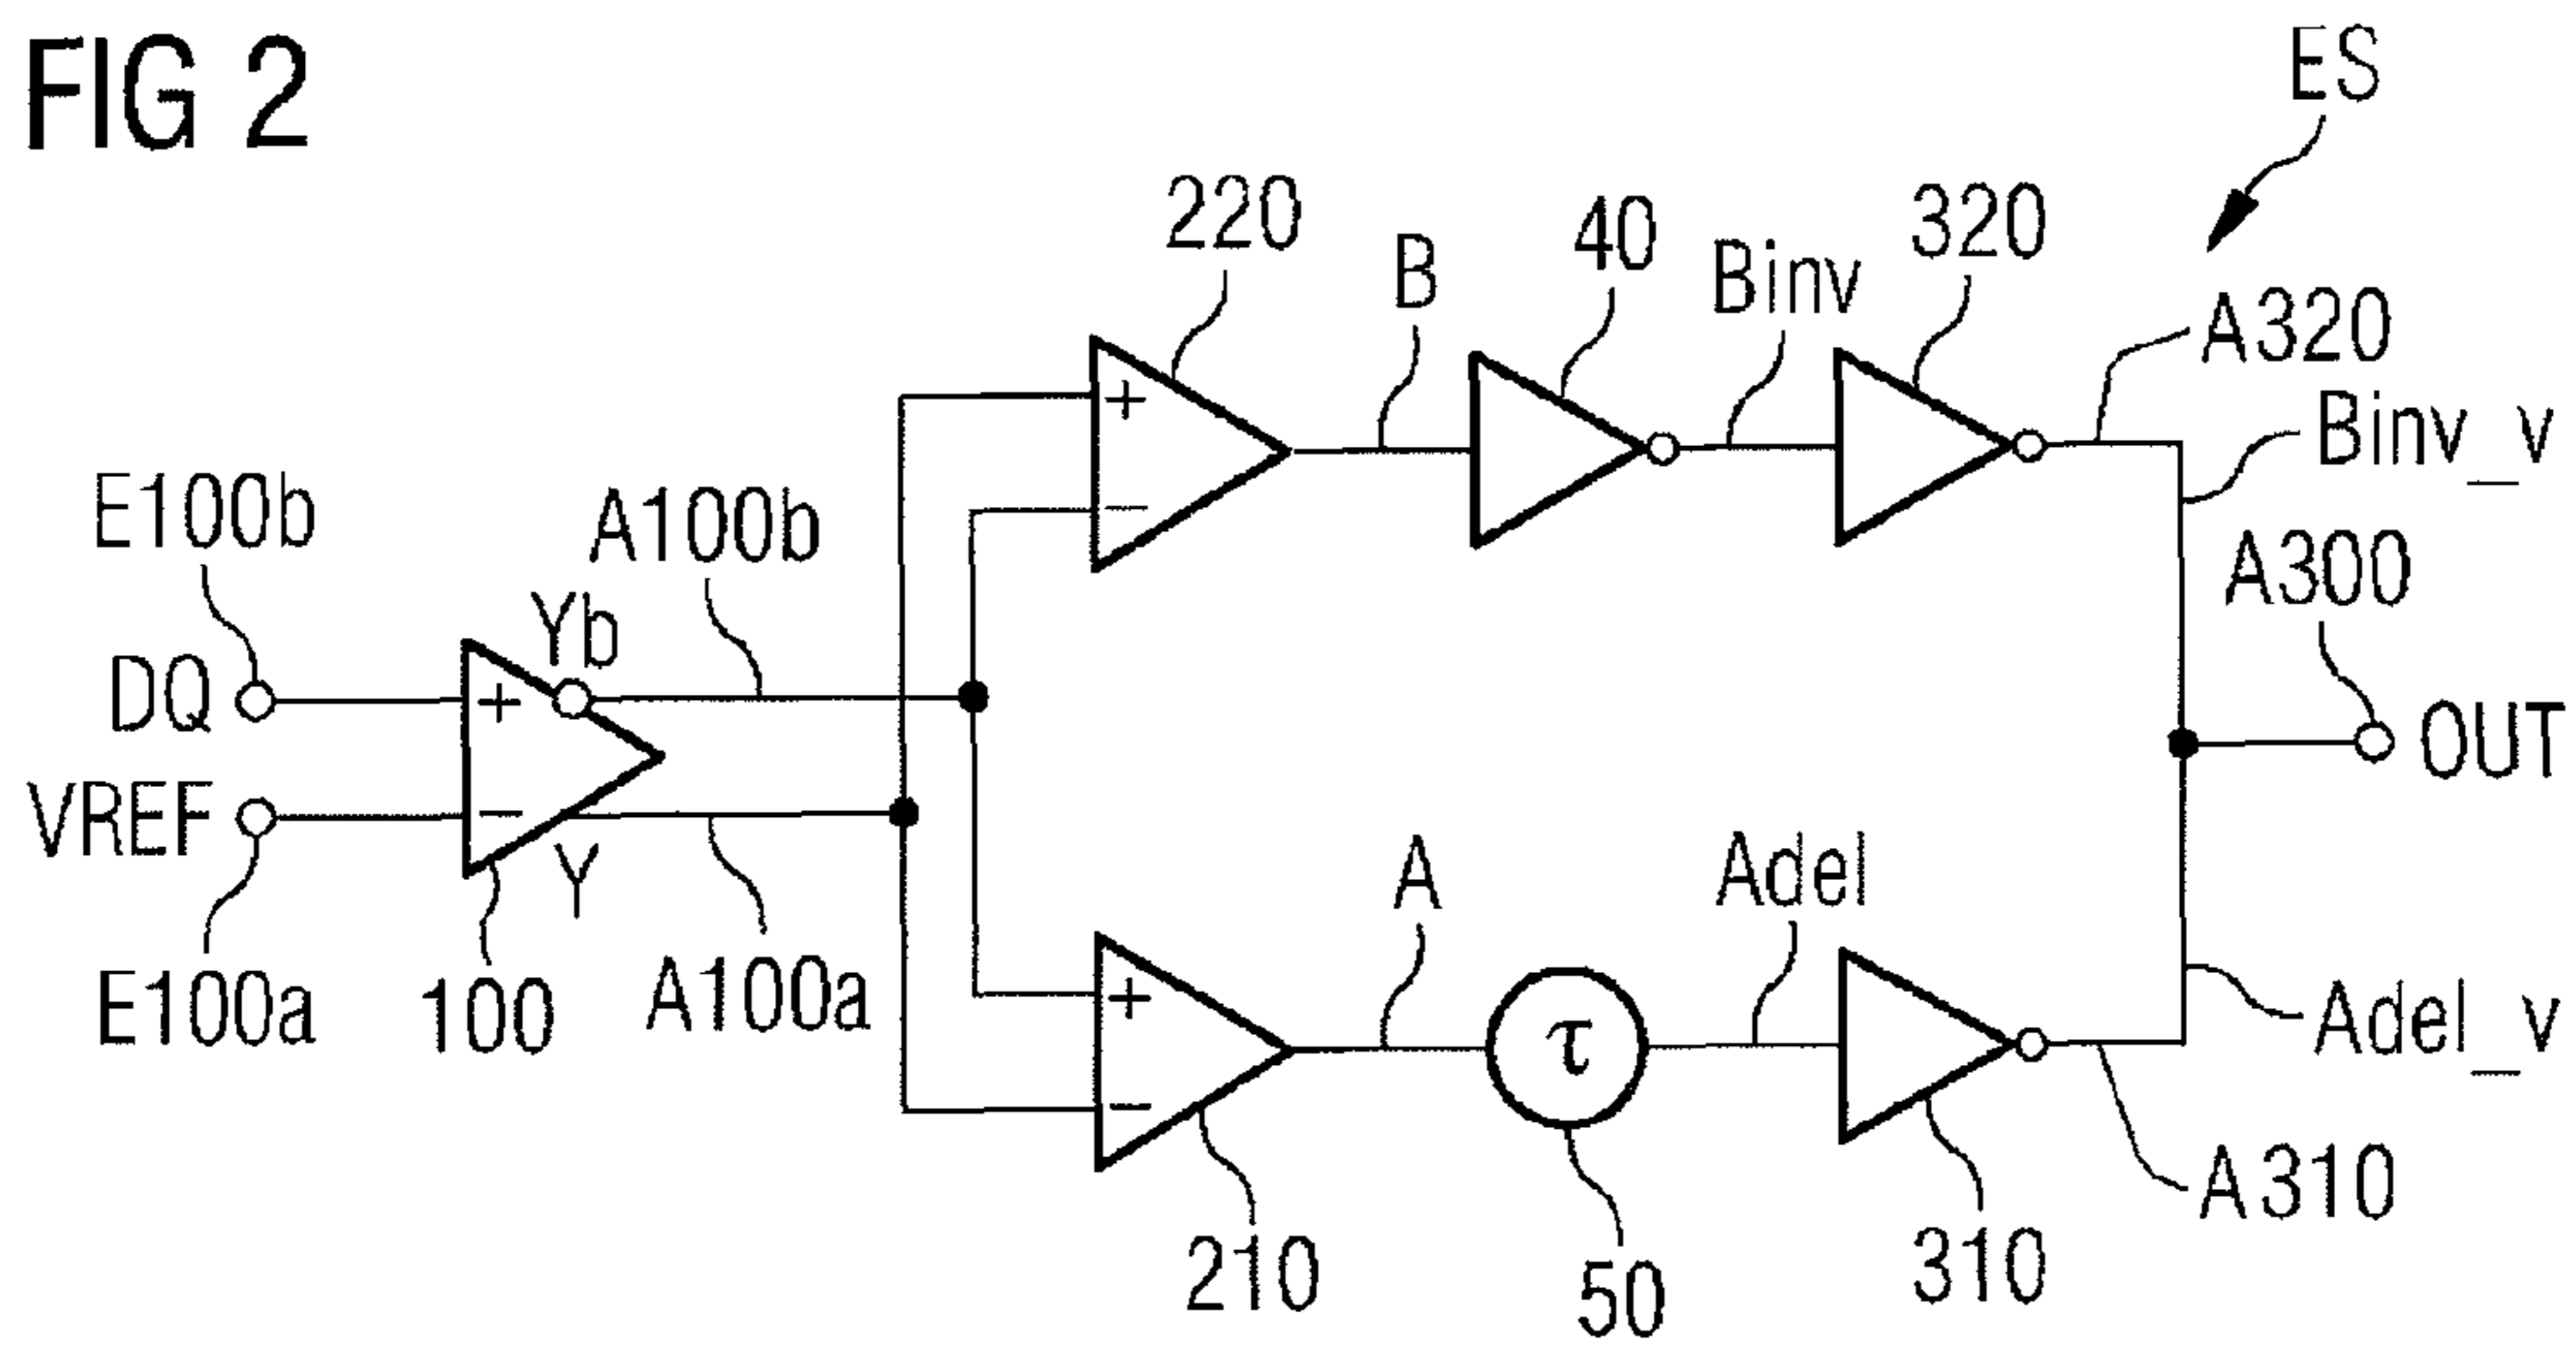 FIG 2
ES
220
40
320
B
Binv
A320
Binv_v
E100b
A100b
A300
Yb
+
−
DQ
+
OUT
VREF
−
Y
A
Adel
E100a
100
A100a
+
−
τ
Adel_v
A310
210
50
310